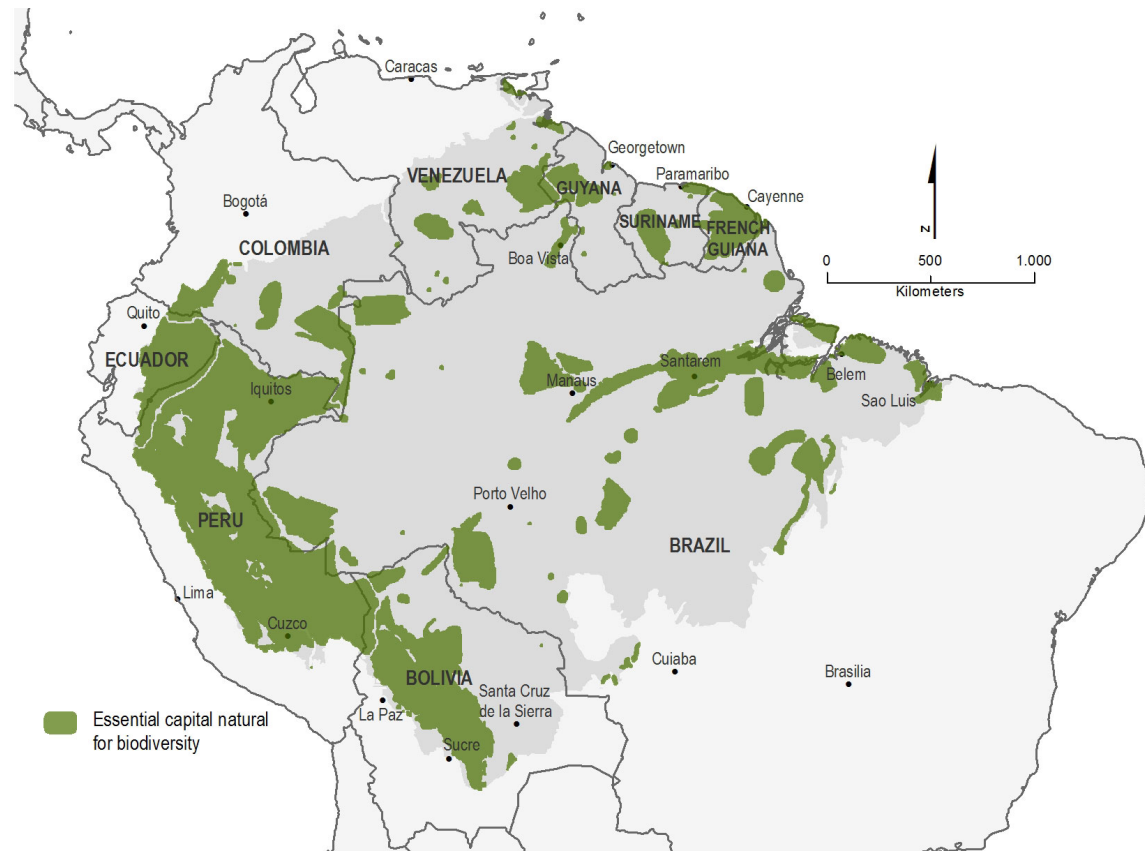 Caracas
Georgetown
VENEZUELA
GUYANA
Paramaribo
Cayenne
Bogotá
SURINAME
FRENCH
GUIANA
COLOMBIA
Boa Vista
N
0 500 1.000
Kilometers
Quito
ECUADOR
Iquitos
Manaus
Santarem
Belem
Sao Luis
Porto Velho
PERU
BRAZIL
Lima
Cuzco
Cuiaba
Brasilia
BOLIVIA
La Paz
Santa Cruz
de la Sierra
Sucre
Essential capital natural
for biodiversity